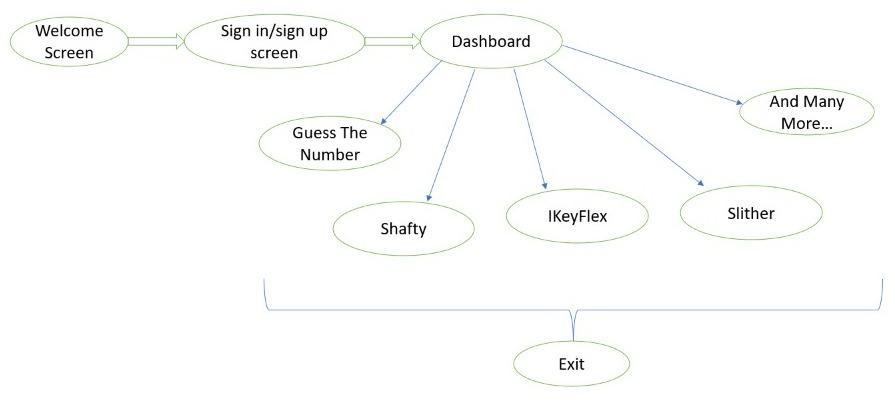 Welcome
Screen
Sign in/sign up
screen
Dashboard
And Many
More...
Guess The
Number
Shafty
IKeyFlex
Slither
Exit